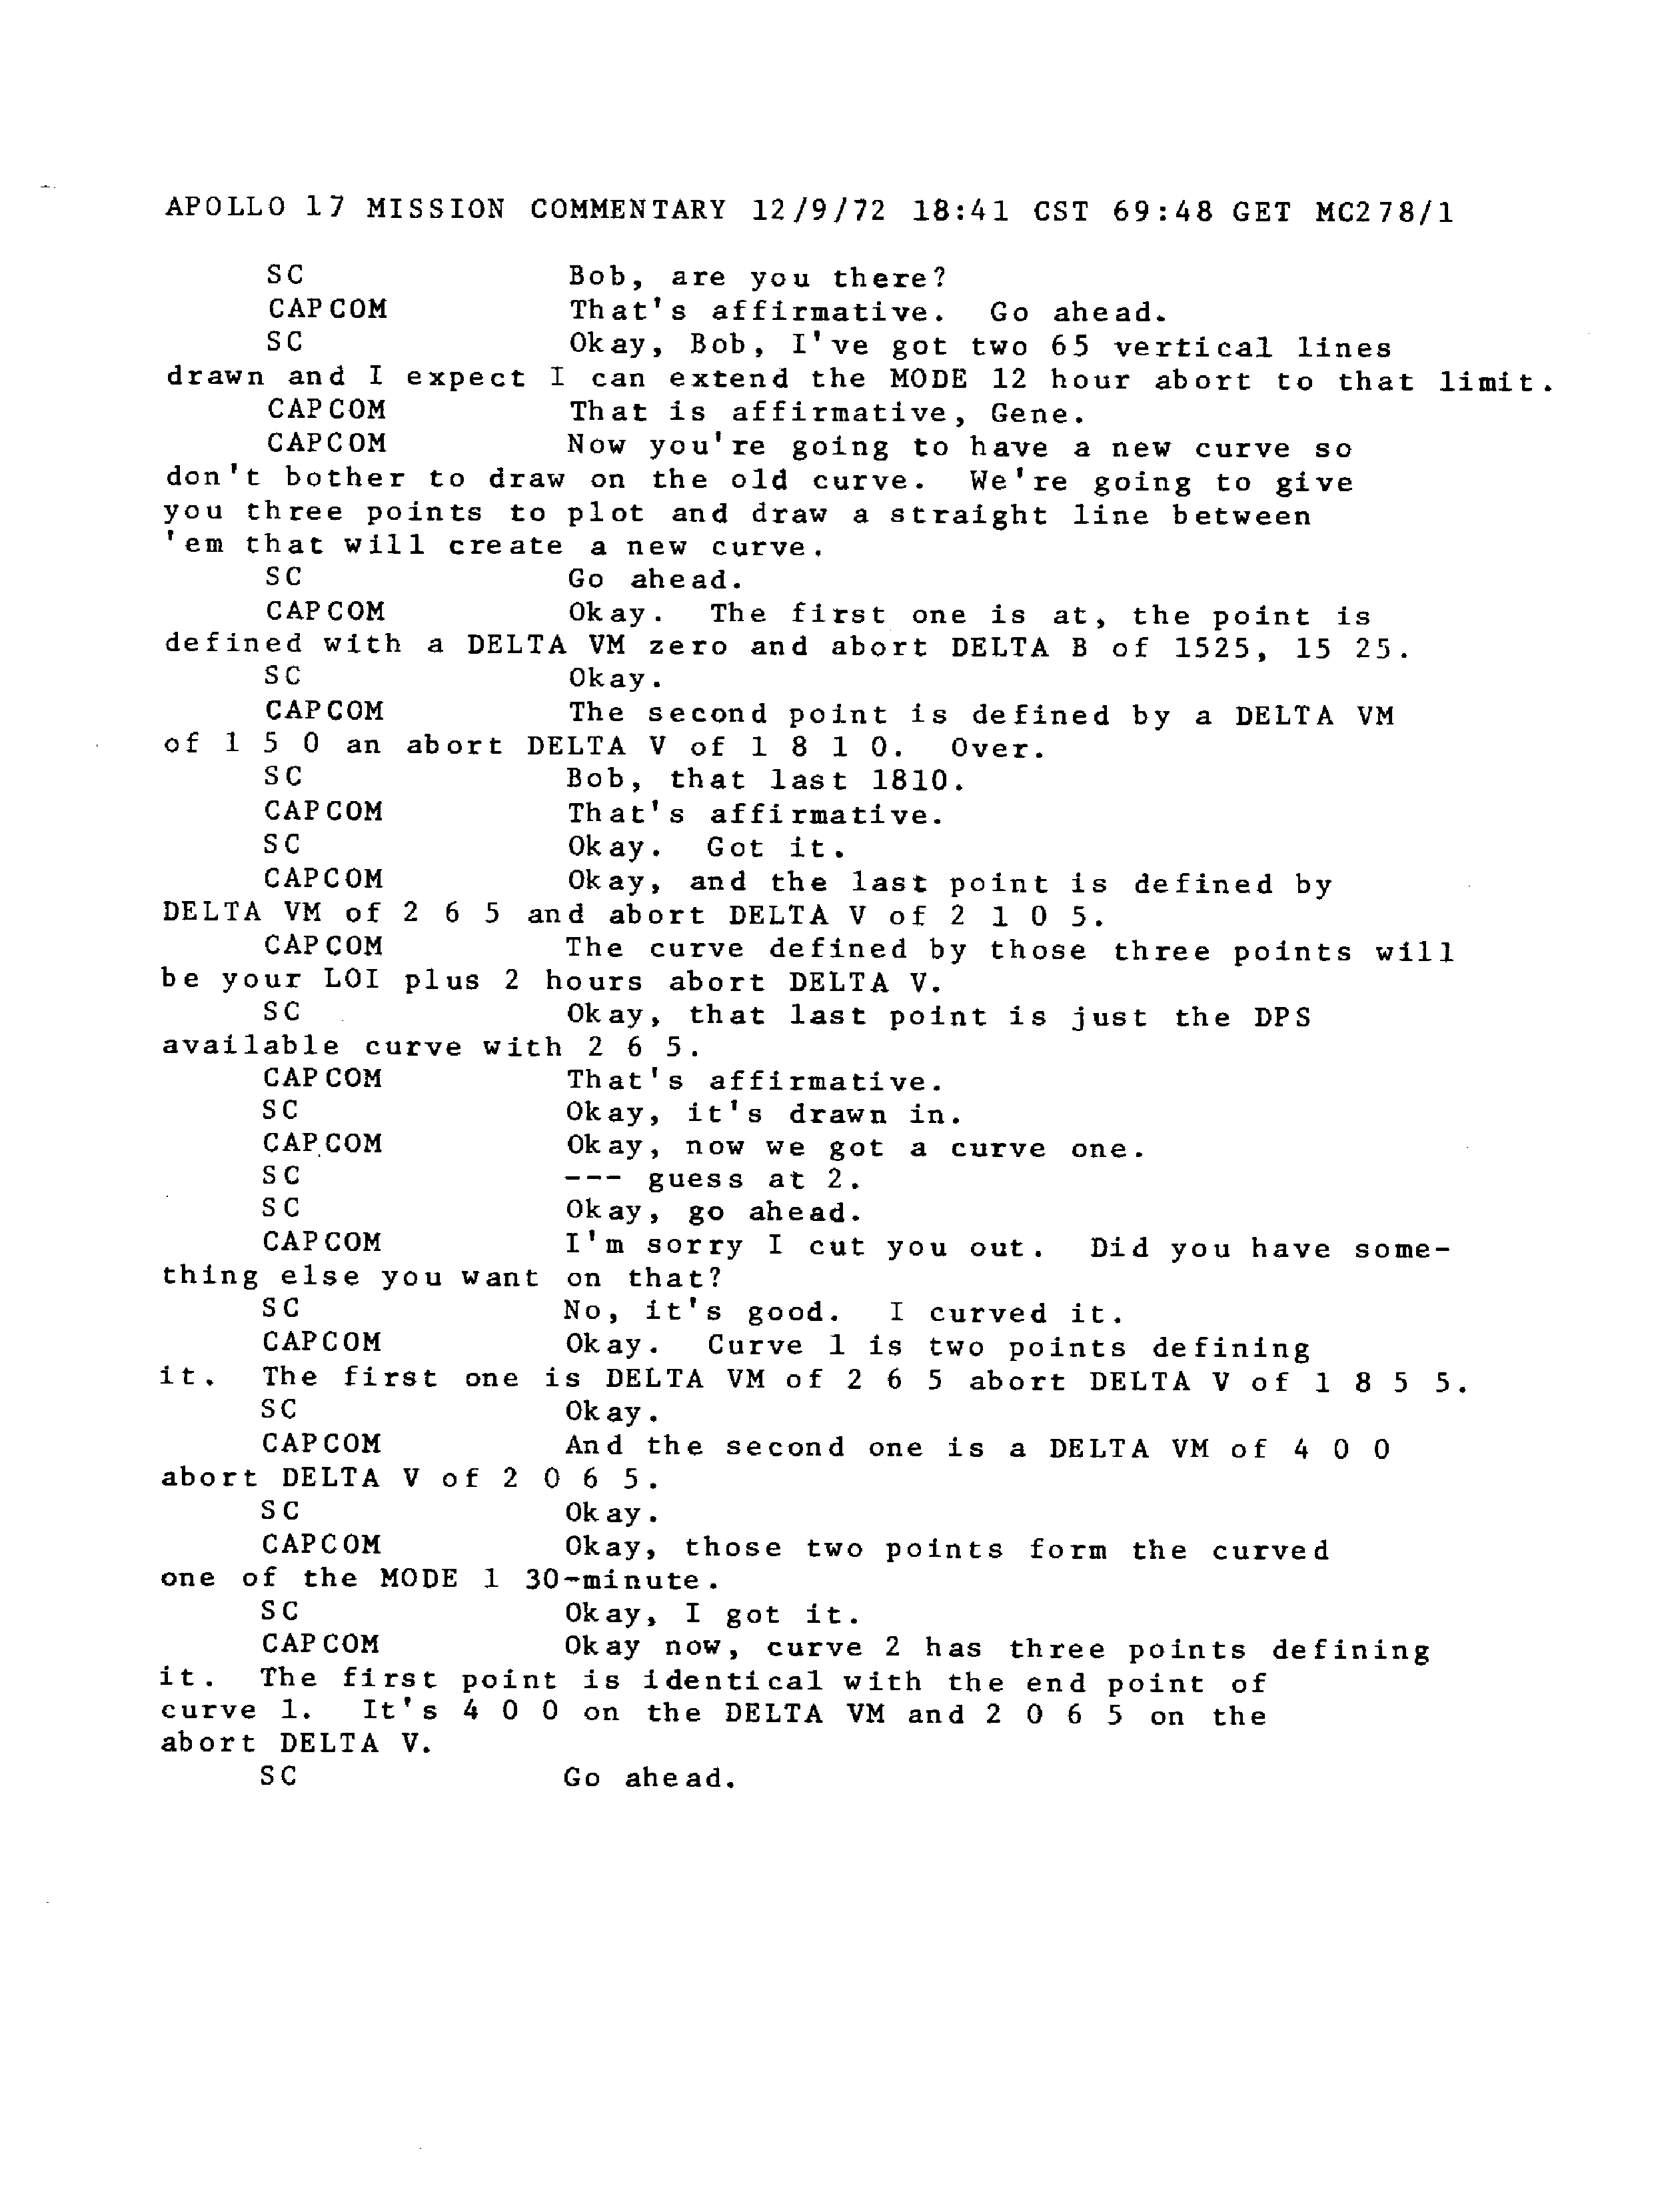 APOLLO 17 MISSION COMMENTARY 12/9/72 18:41 CST 69:48 GET MC278/1
SC Bob, are you there?
CAPCOM That's affirmative. Go ahead.
SC Okay, Bob, I've got two 65 vertical lines
drawn and I expect I can extend the MODE 12 hour abort to that limit.
CAPCOM That is affirmative, Gene.
CAPCOM Now you're going to have a new curve so
don't bother to draw on the old curve. We're going to give
you three points to plot and draw a straight line between
'em that will create a new curve.
SC Go ahead.
CAPCOM Okay. The first one is at, the point is
defined with a DELTA VM zero and abort DELTA B of 1525, 15 25.
SC Okay.
CAPCOM The second point is defined by a DELTA VM
of 1 5 0 an abort DELTA V of 1 8 1 0. Over.
SC Bob, that last 1810.
CAPCOM That's affirmative.
SC Okay. Got it.
CAPCOM Okay, and the last point is defined by
DELTA VM of 2 6 5 and abort DELTA V of 2 1 0 5.
CAPCOM The curve defined by those three points will
be your LOI plus 2 hours abort DELTA V.
SC Okay, that last point is just the DPS
available curve with 2 6 5.
CAPCOM That's affirmative.
SC Okay, it's drawn in.
CAPCOM Okay, now we got a curve one.
SC --- guess at 2.
SC Okay, go ahead.
CAPCOM I'm sorry I cut you out. Did you have some-
thing else you want on that?
SC No, it's good. I curved it.
CAPCOM Okay. Curve 1 is two points defining
it. The first one is DELTA VM of 2 6 5 abort DELTA V of 1 8 5 5.
SC Okay.
CAPCOM And the second one is a DELTA VM of 4 0 0
abort DELTA V of 2 0 6 5.
SC Okay.
CAPCOM Okay, those two points form the curved
one of the MODE 1 30-minute.
SC Okay, I got it.
CAPCOM Okay now, curve 2 has three points defining
it. The first point is identical with the end point of
curve 1. It's 4 0 0 on the DELTA VM and 2 0 6 5 on the
abort DELTA V.
SC Go ahead.